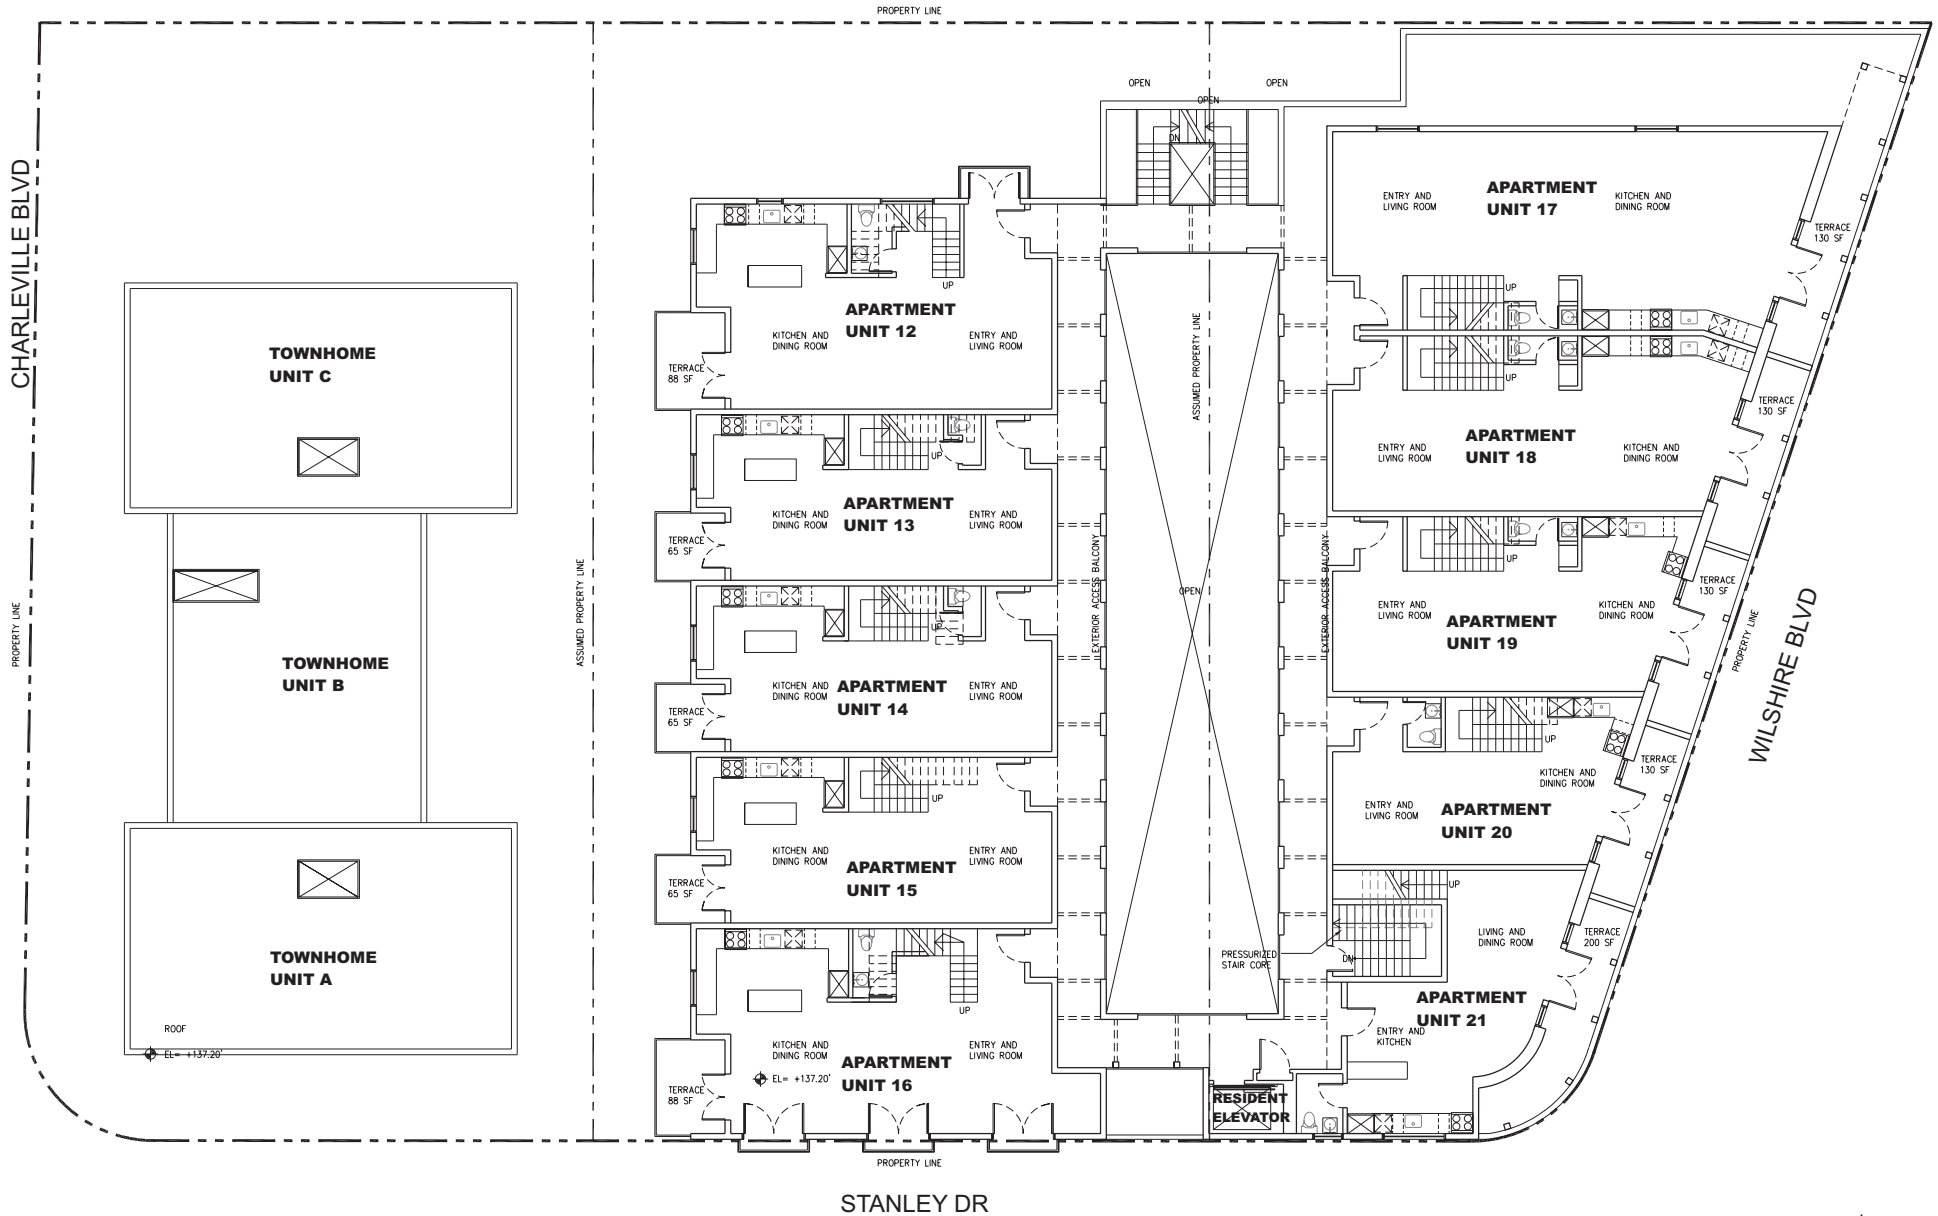 PROPERTY LINE
OPEN
OPEN
OPEN
DN
CHARLEVILLE BLVD
PROPERTY LINE
TOWNHOME
UNIT C
TOWNHOME
UNIT B
TOWNHOME
UNIT A
ROOF
EL= +137.20'
ASSUMED PROPERTY LINE
UP
APARTMENT
UNIT 12
KITCHEN AND
DINING ROOM
ENTRY AND
LIVING ROOM
TERRACE
88 SF
UP
APARTMENT
UNIT 13
KITCHEN AND
DINING ROOM
ENTRY AND
LIVING ROOM
TERRACE
65 SF
UP
APARTMENT
UNIT 14
KITCHEN AND
DINING ROOM
ENTRY AND
LIVING ROOM
TERRACE
65 SF
UP
APARTMENT
UNIT 15
KITCHEN AND
DINING ROOM
ENTRY AND
LIVING ROOM
TERRACE
65 SF
UP
KITCHEN AND
DINING ROOM
ENTRY AND
LIVING ROOM
APARTMENT
UNIT 16
EL= +137.20'
TERRACE
88 SF
EXTERIOR ACCESS BALCONY
ASSUMED PROPERTY LINE
OPEN
EXTERIOR ACCESS BALCONY
ENTRY AND
LIVING ROOM
APARTMENT
UNIT 17
KITCHEN AND
DINING ROOM
TERRACE
130 SF
UP
UP
TERRACE
130 SF
ENTRY AND
LIVING ROOM
APARTMENT
UNIT 18
KITCHEN AND
DINING ROOM
UP
TERRACE
130 SF
ENTRY AND
LIVING ROOM
APARTMENT
UNIT 19
KITCHEN AND
DINING ROOM
PROPERTY LINE
WILSHIRE BLVD
UP
TERRACE
130 SF
KITCHEN AND
DINING ROOM
ENTRY AND
LIVING ROOM
APARTMENT
UNIT 20
UP
LIVING AND
DINING ROOM
TERRACE
200 SF
PRESSURIZED
STAIR CORE
DN
APARTMENT
UNIT 21
ENTRY AND
KITCHEN
RESIDENT
ELEVATOR
PROPERTY LINE
STANLEY DR